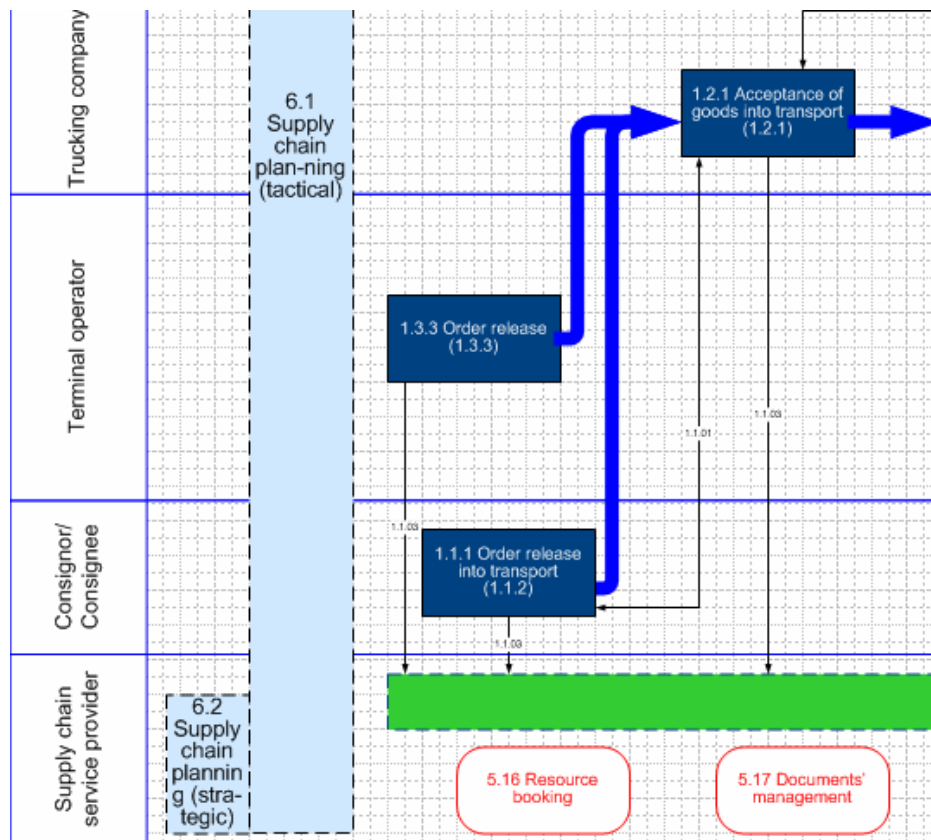 Trucking company
6.1
Supply
chain
plan-ning
(tactical)
1.2.1 Acceptance of
goods into transport
(1.2.1)
Terminal operator
1.3.3 Order release
(1.3.3)
1.1.03
1.1.01
Consignor/
Consignee
1.1.03
1.1.1 Order release
into transport
(1.1.2)
1.1.03
Supply chain
service provider
6.2
Supply
chain
plannin
g (stra-
tegic)
5.16 Resource
booking
5.17 Documents'
management